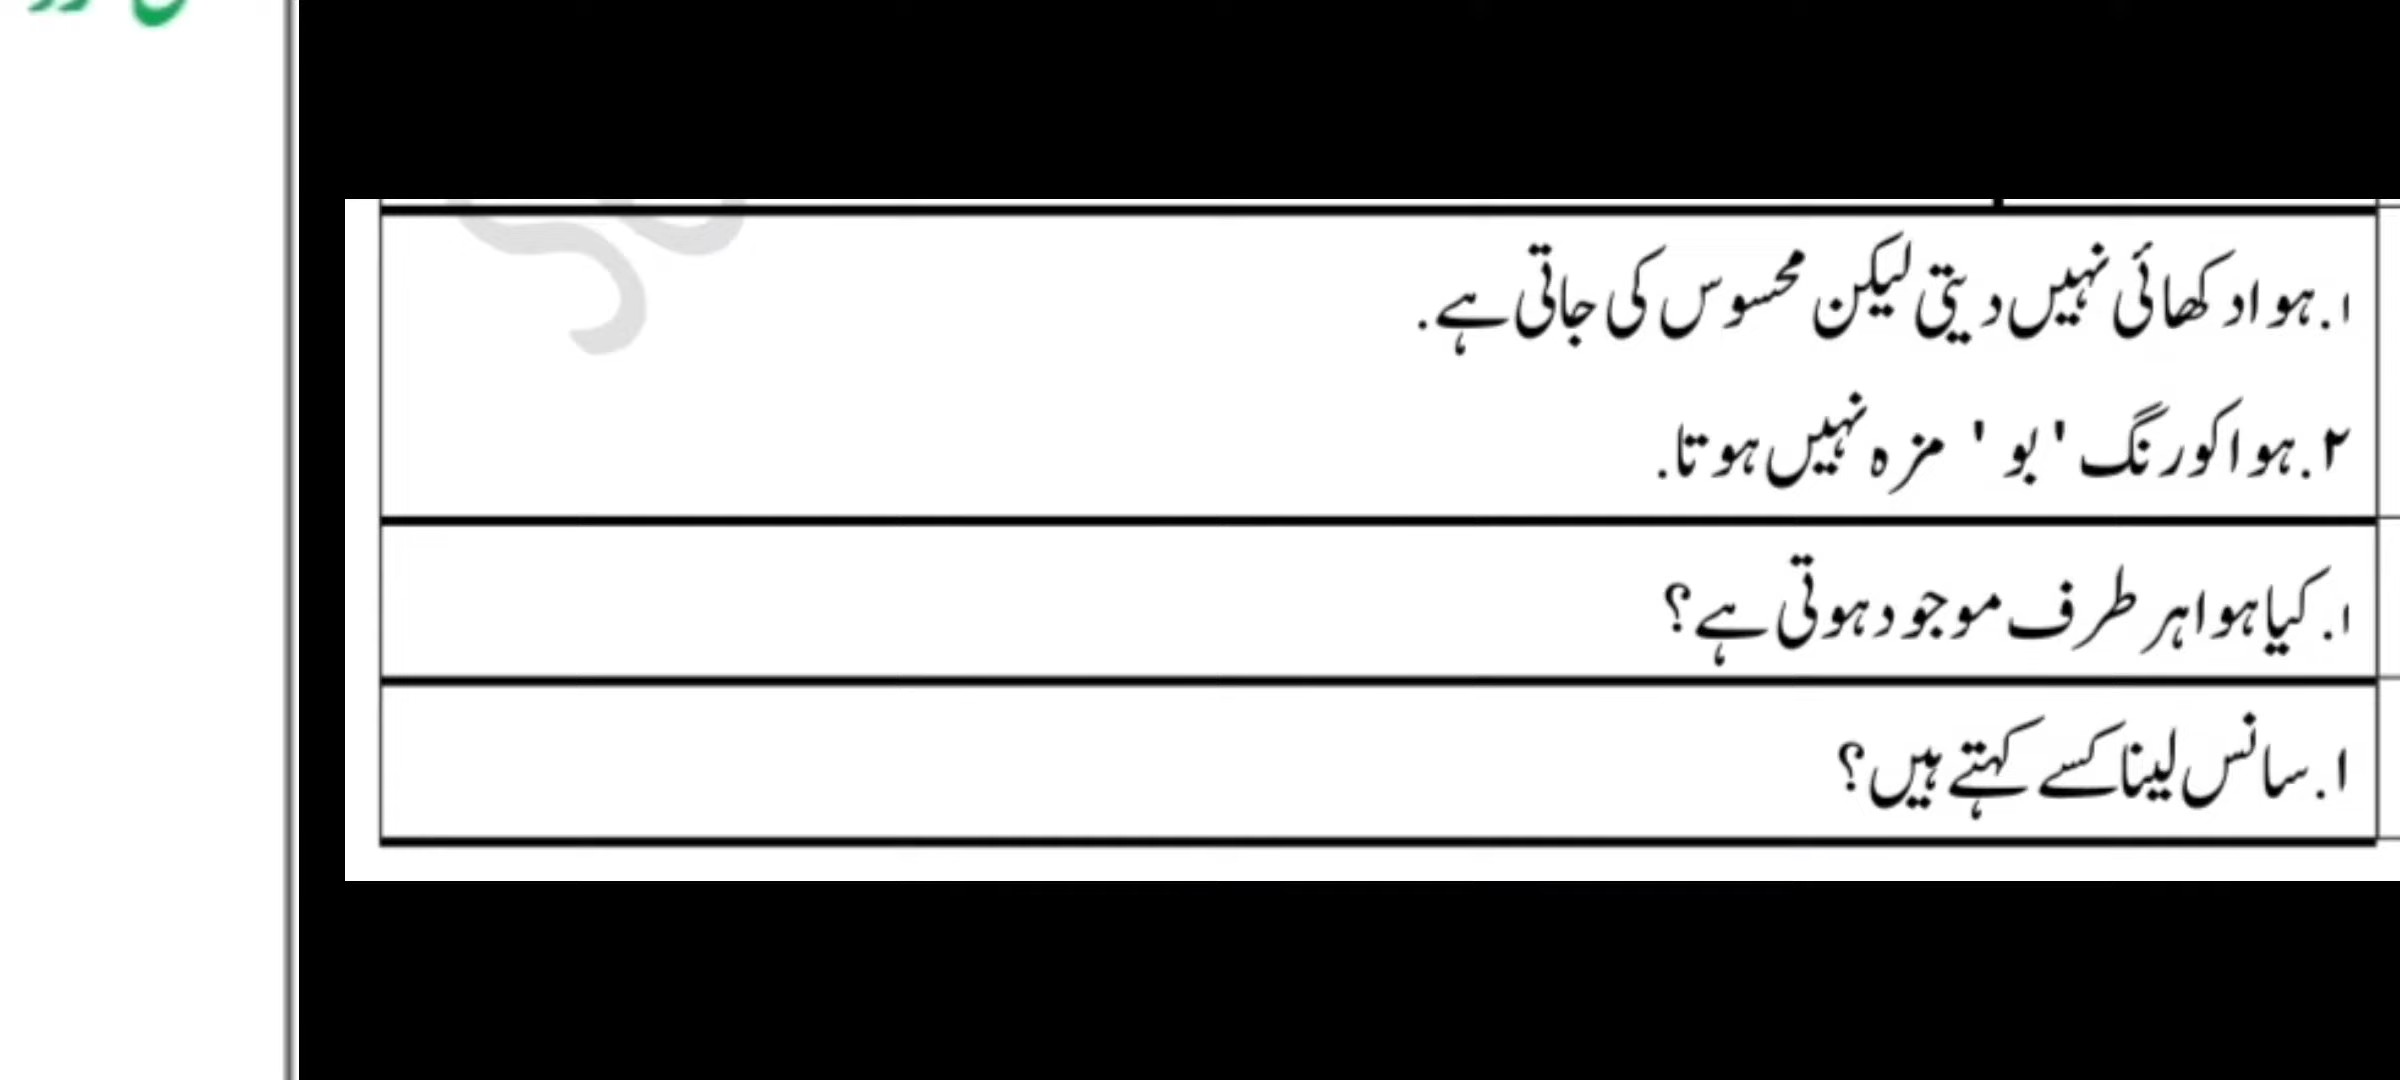 ۱. ہوا دکھائی نہیں دیتی لیکن محسوس کی جاتی ہے.
۲. ہوا کو رنگ ' بو ' مزہ نہیں ہوتا.
۱. کیا ہوا ہر طرف موجود ہوتی ہے؟
۱. سانس لینا کسے کہتے ہیں؟